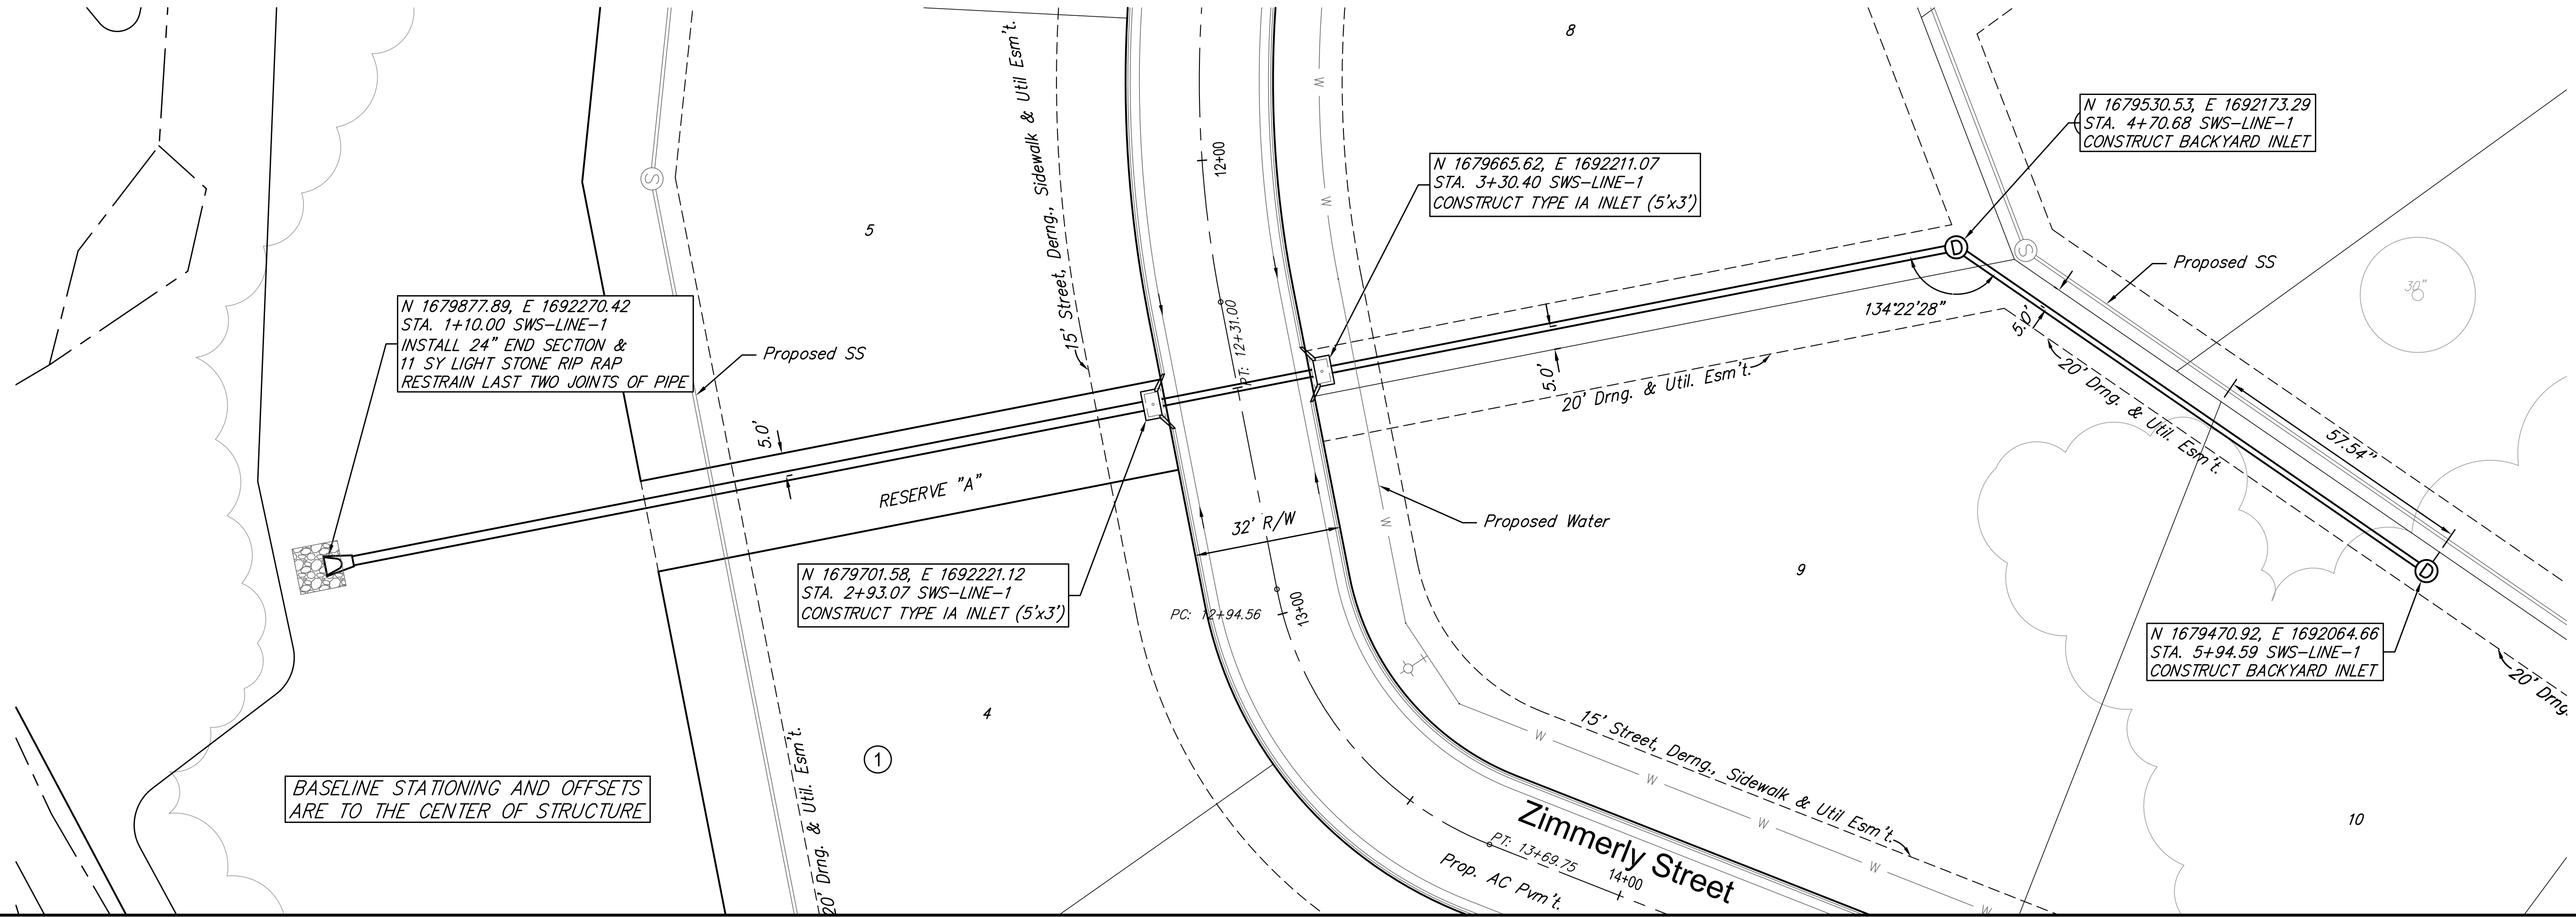 8
N 1679530.53, E 1692173.29
STA. 4+70.68 SWS-LINE-1
CONSTRUCT BACKYARD INLET
15' Street, Derng., Sidewalk & Util Esm't.
12+00
N 1679665.62, E 1692211.07
STA. 3+30.40 SWS-LINE-1
CONSTRUCT TYPE IA INLET (5'x3')
S
W
W
5
D
S
Proposed SS
30"
N 1679877.89, E 1692270.42
STA. 1+10.00 SWS-LINE-1
INSTALL 24" END SECTION &
11 SY LIGHT STONE RIP RAP
RESTRAIN LAST TWO JOINTS OF PIPE
Proposed SS
PT: 12+31.00
134°22'28"
5.0'
5.0'
20' Drng. & Util. Esm't.
20' Drng. & Util. Esm't.
57.54"
5.0'
RESERVE "A"
32' R/W
W
Proposed Water
N 1679701.58, E 1692221.12
STA. 2+93.07 SWS-LINE-1
CONSTRUCT TYPE IA INLET (5'x3')
PC: 12+94.56
13+00
9
D
N 1679470.92, E 1692064.66
STA. 5+94.59 SWS-LINE-1
CONSTRUCT BACKYARD INLET
20' Drng.
4
1
20' Drng. & Util. Esm't.
BASELINE STATIONING AND OFFSETS
ARE TO THE CENTER OF STRUCTURE
15' Street, Derng., Sidewalk & Util Esm't.
W
W
W
W
W
Zimmerly Street
PT: 13+69.75
14+00
Prop. AC Pvm't.
10